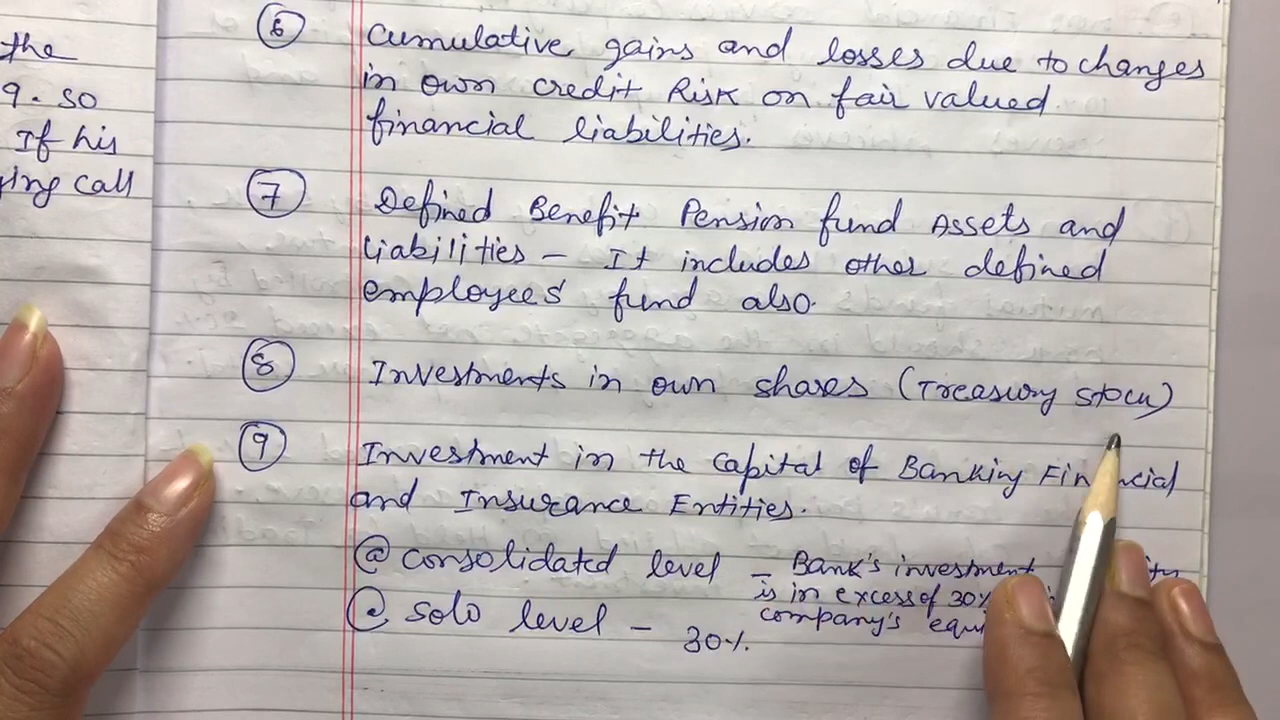 the
9. so
If his
call
⑥ Cumulative gains and losses due to changes
in own credit Risk on fair valued
financial liabilities.
⑦ Defined Benefit Pension fund Assets and
liabilities - It includes other defined
employees' fund also.
⑧ Investments in own shares (Treasury stock)
⑨ Investment in the capital of Banking Financial
and Insurance Entities.
@ consolidated level - Bank's investment
is in excess of 30%
company's
@ solo level - 30%.